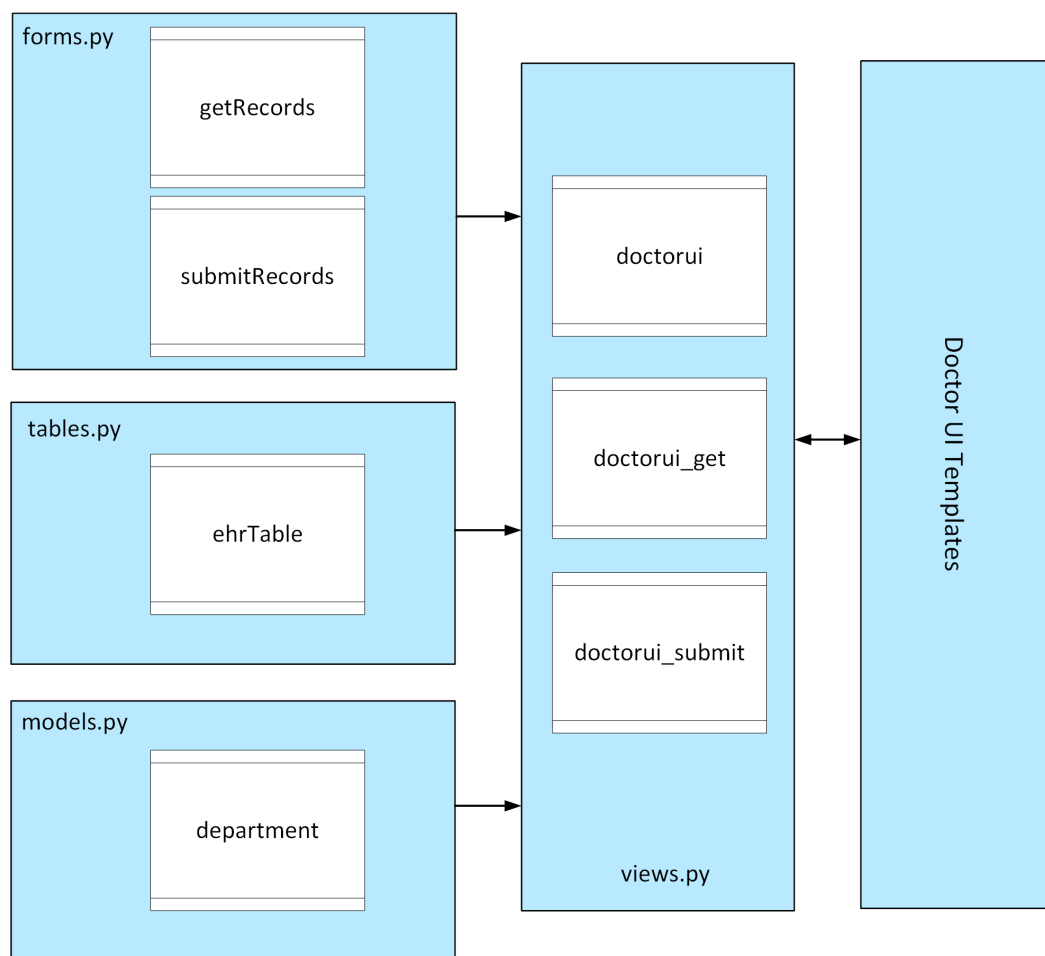 forms.py
getRecords
submitRecords
tables.py
ehrTable
models.py
department
doctorui
doctorui_get
doctorui_submit
views.py
Doctor UI Templates